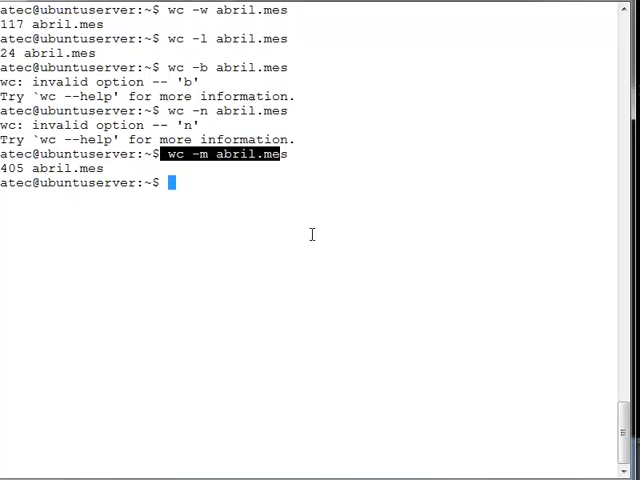 atec@ubuntuserver:~$ wc -w abril.mes
117 abril.mes
atec@ubuntuserver:~$ wc -l abril.mes
24 abril.mes
atec@ubuntuserver:~$ wc -b abril.mes
wc: invalid option -- 'b'
Try `wc --help' for more information.
atec@ubuntuserver:~$ wc -n abril.mes
wc: invalid option -- 'n'
Try `wc --help' for more information.
atec@ubuntuserver:~$ wc -m abril.mes
405 abril.mes
atec@ubuntuserver:~$